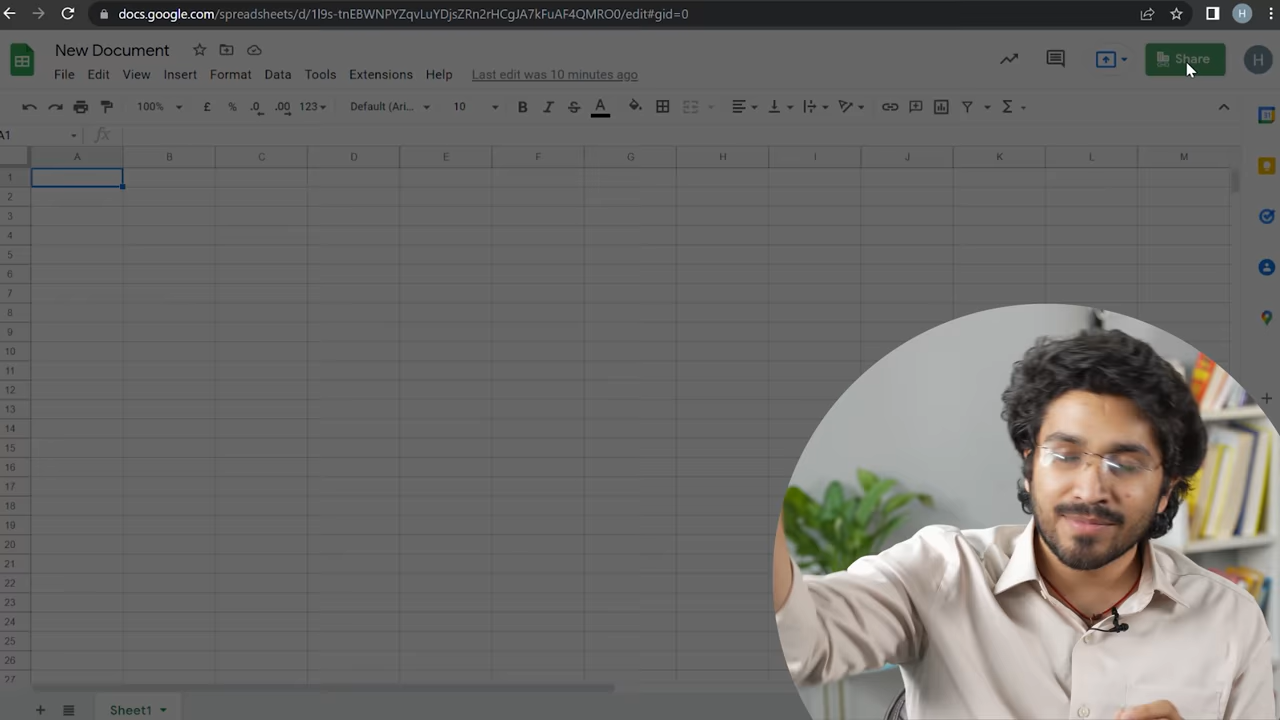 docs.google.com/spreadsheets/d/1l9s-tnEBWNPYZqvLuYDjsZRn2rHCgJA7kFuAF4QMRO0/edit#gid=0
H
New Document
File Edit View Insert Format Data Tools Extensions Help Last edit was 10 minutes ago
Share
H
100% £ % .0 .00 123 Default (Ari... 10 B I S A Σ
A1 fx
A B C D E F G H I J K L M
1
2
3
4
5
6
7
8
9
10
11
12
13
14
15
16
17
18
19
20
21
22
23
24
25
26
27
Sheet1